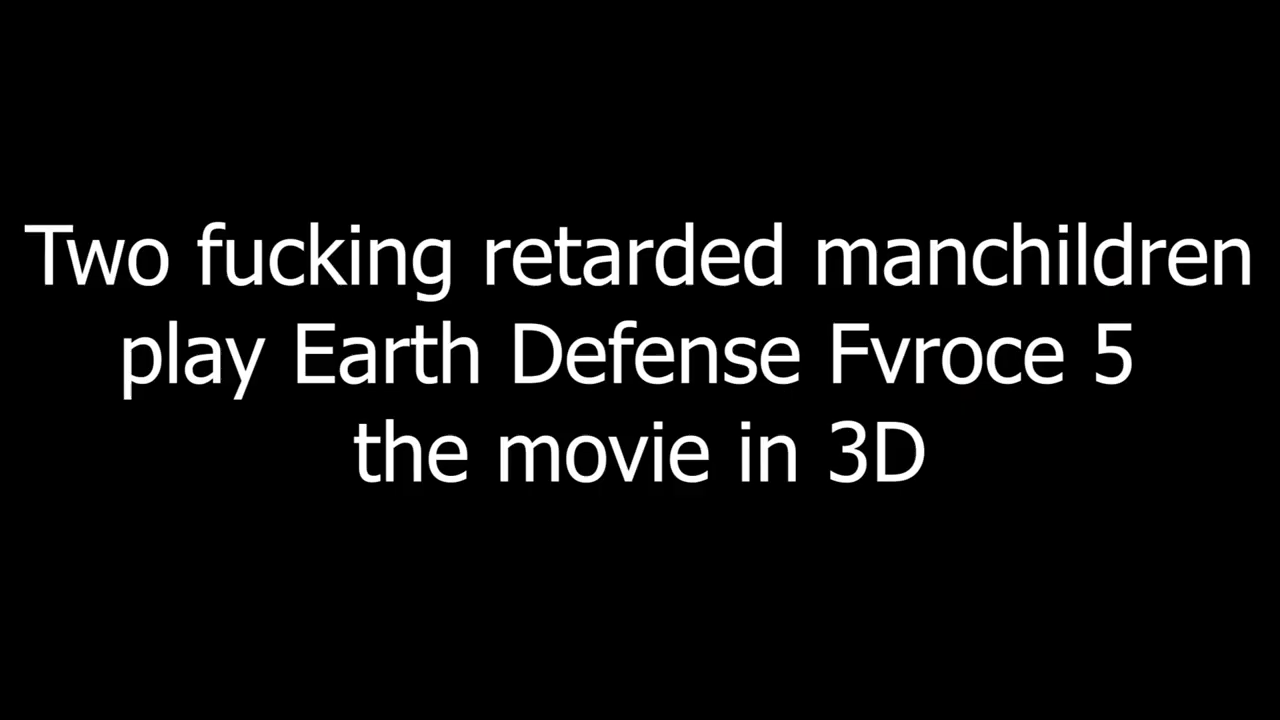 Two fucking retarded manchildren
play Earth Defense Fvroce 5
the movie in 3D